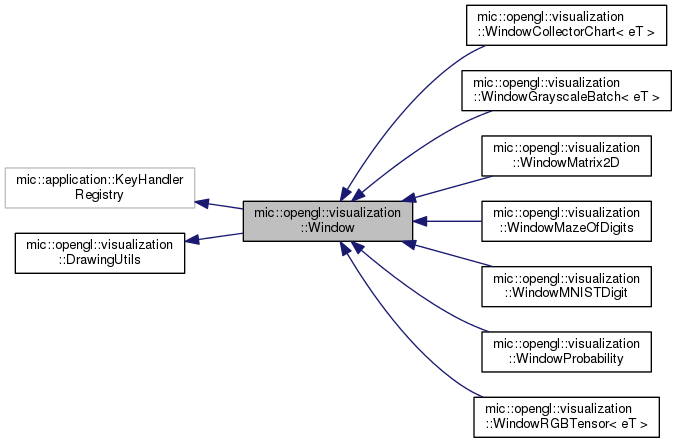 mic::application::KeyHandler
Registry
mic::opengl::visualization
::DrawingUtils
mic::opengl::visualization
::Window
mic::opengl::visualization
::WindowCollectorChart< eT >
mic::opengl::visualization
::WindowGrayscaleBatch< eT >
mic::opengl::visualization
::WindowMatrix2D
mic::opengl::visualization
::WindowMazeOfDigits
mic::opengl::visualization
::WindowMNISTDigit
mic::opengl::visualization
::WindowProbability
mic::opengl::visualization
::WindowRGBTensor< eT >